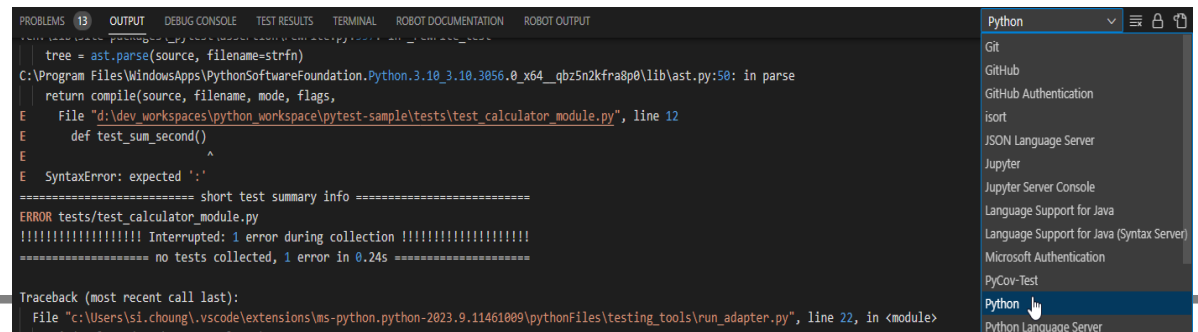 PROBLEMS 13 OUTPUT DEBUG CONSOLE TEST RESULTS TERMINAL ROBOT DOCUMENTATION ROBOT OUTPUT Python
tree = ast.parse(source, filename=strfn)
C:\Program Files\WindowsApps\PythonSoftwareFoundation.Python.3.10_3.10.3056.0_x64__qbz5n2kfra8p0\lib\ast.py:50: in parse
return compile(source, filename, mode, flags,
E File "d:\dev_workspaces\python_workspace\pytest-sample\tests\test_calculator_module.py", line 12
E def test_sum_second()
E ^
E SyntaxError: expected ':'
=========================== short test summary info ===========================
ERROR tests/test_calculator_module.py
!!!!!!!!!!!!!!!!!!! Interrupted: 1 error during collection !!!!!!!!!!!!!!!!!!!!
==================== no tests collected, 1 error in 0.24s =====================
Traceback (most recent call last):
File "c:\Users\si.choung\.vscode\extensions\ms-python.python-2023.9.11461009\pythonFiles\testing_tools\run_adapter.py", line 22, in <module>
Git
GitHub
GitHub Authentication
isort
JSON Language Server
Jupyter
Jupyter Server Console
Language Support for Java
Language Support for Java (Syntax Server)
Microsoft Authentication
PyCov-Test
Python
Python Language Server